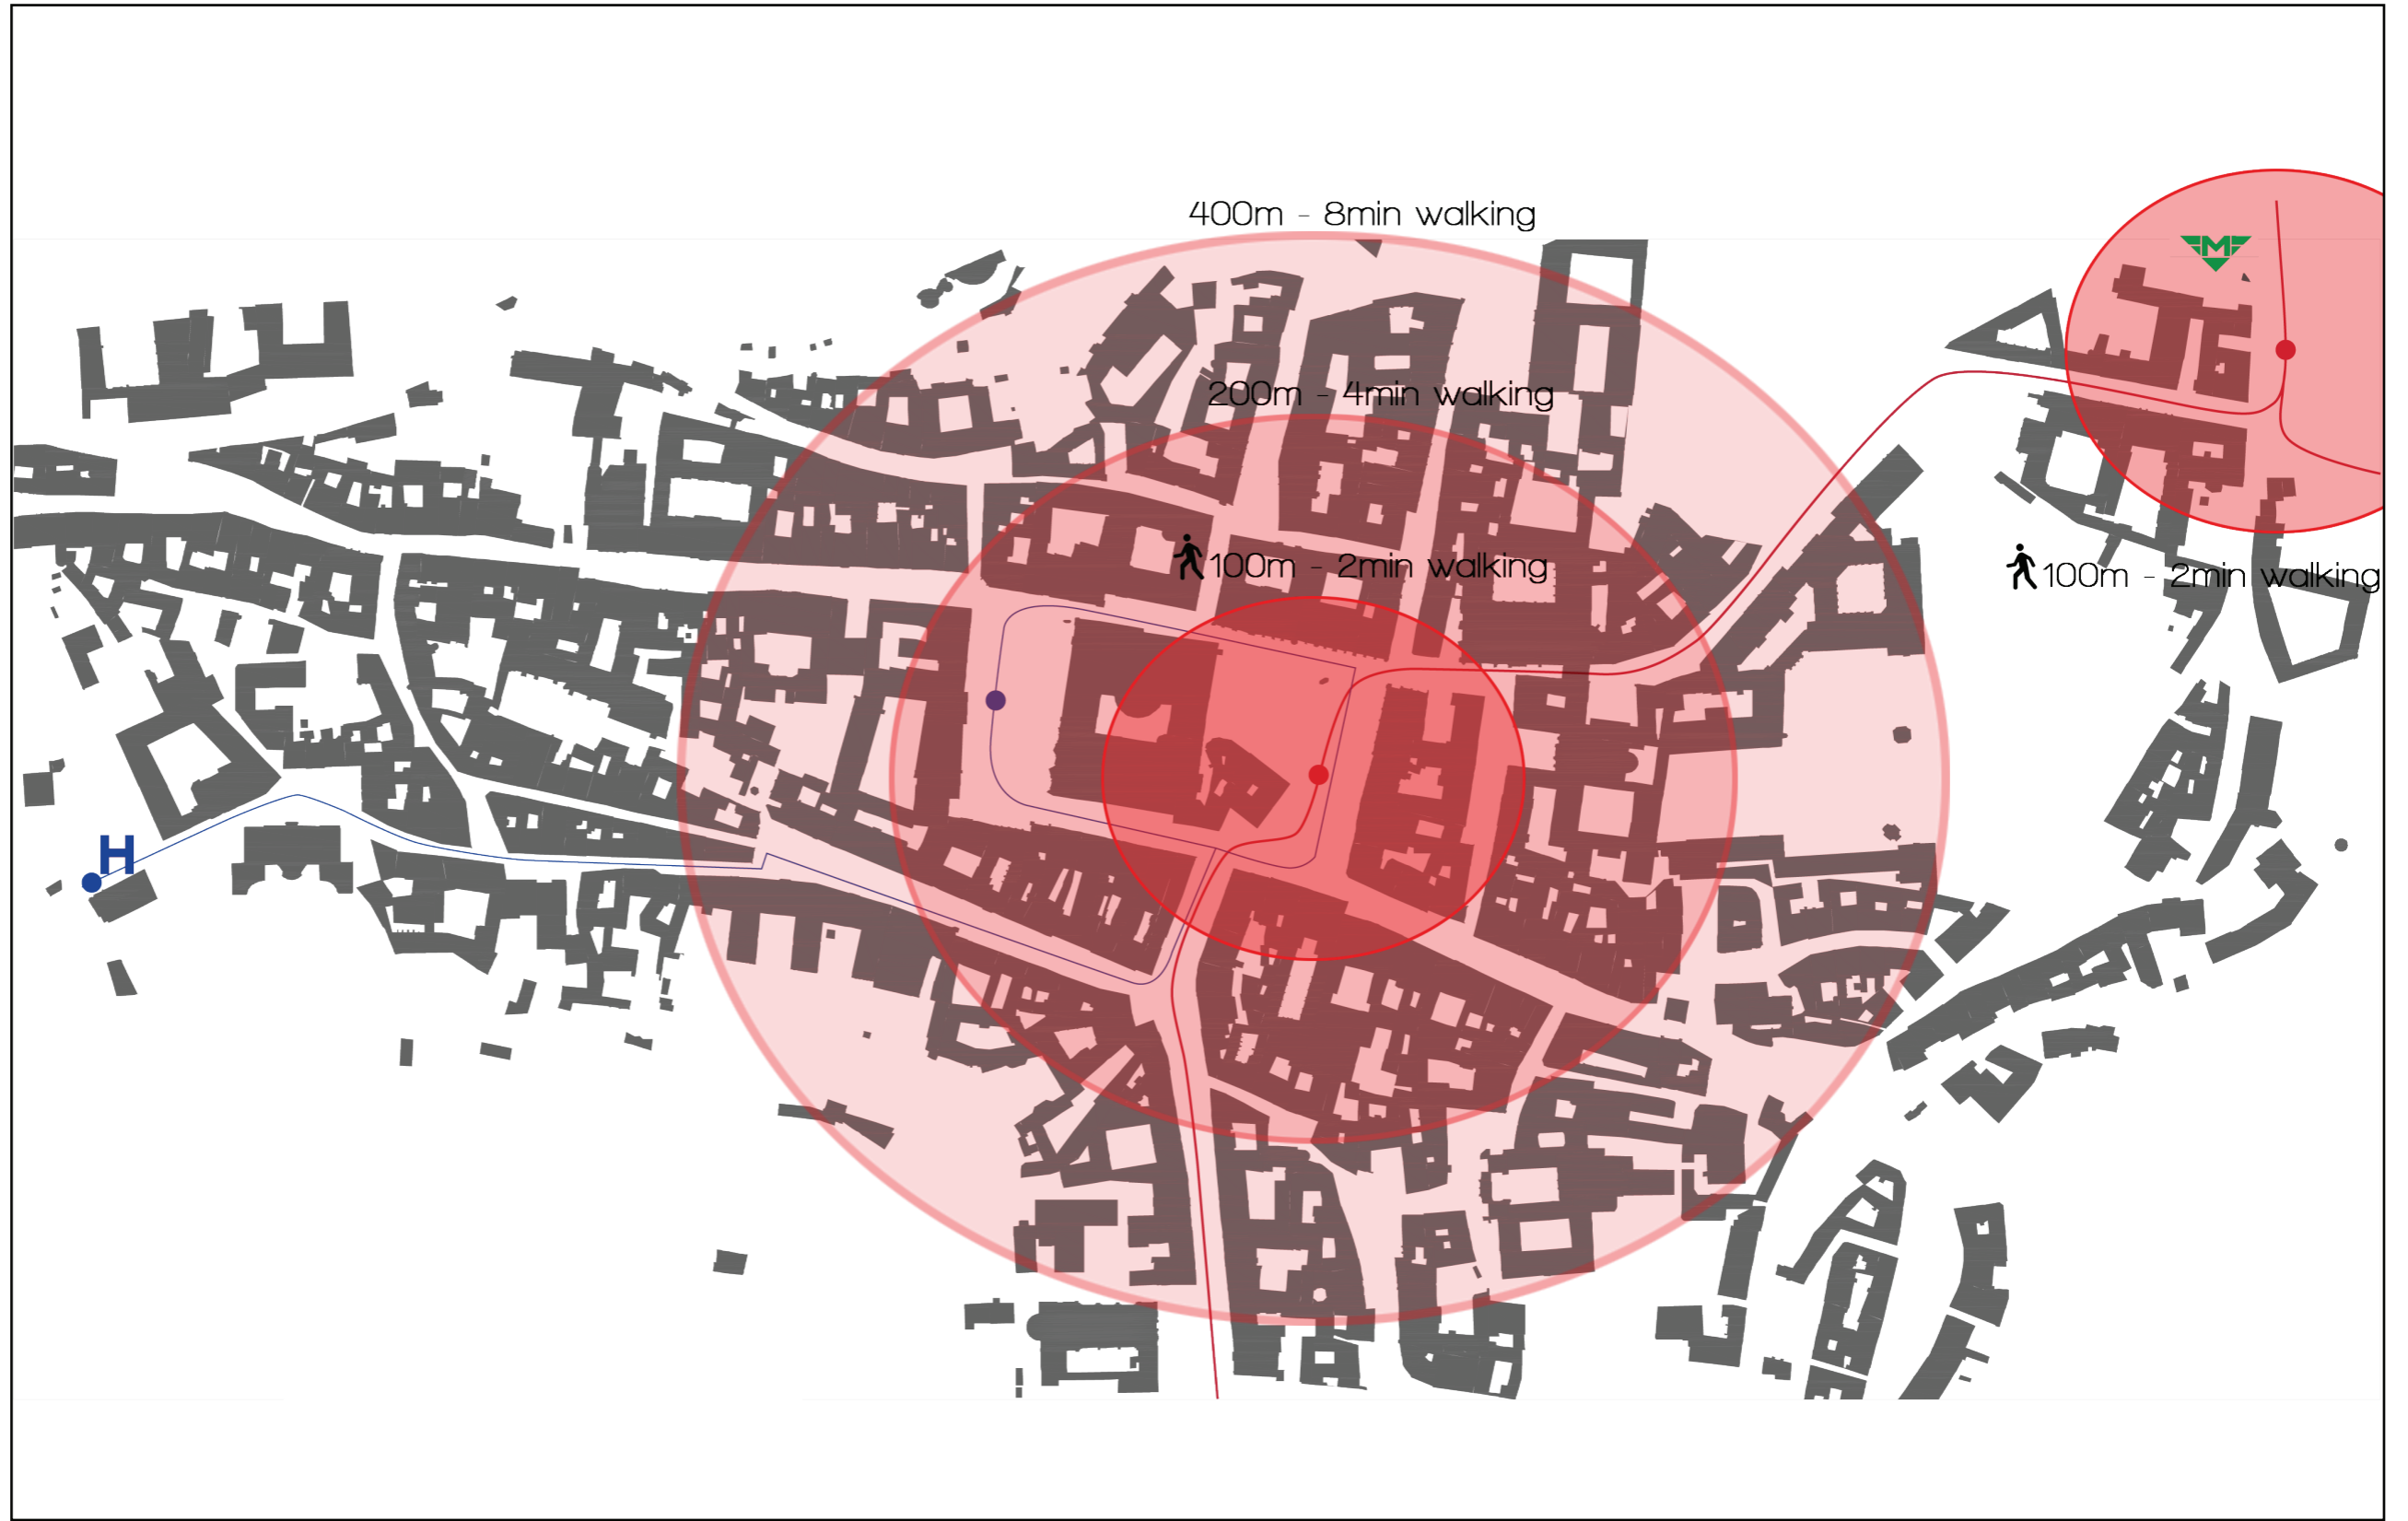 400m - 8min walking
200m - 4min walking
100m - 2min walking
100m - 2min walking
M
H